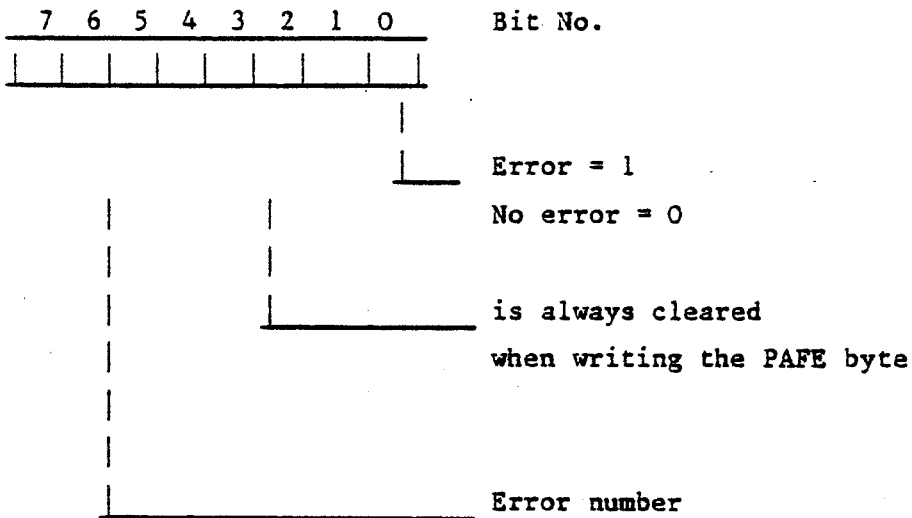 7 6 5 4 3 2 1 0 Bit No.
Error = 1
No error = 0
is always cleared
when writing the PAFE byte
Error number